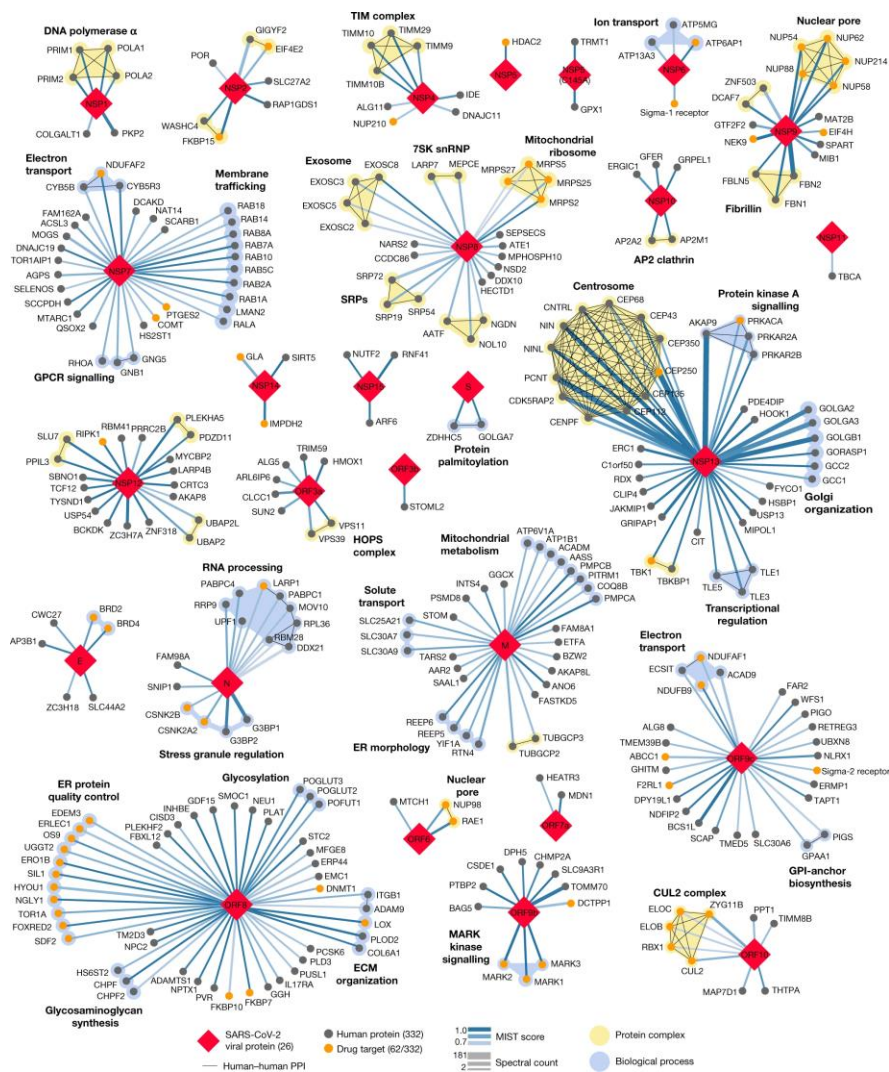 DNA polymerase α
PRIM1
POLA1
PRIM2
POLA2
NSP1
COLGALT1
PKP2
GIGYF2
POR
EIF4E2
NSP2
SLC27A2
RAP1GDS1
WASHC4
FKBP15
TIM complex
TIMM10
TIMM29
TIMM9
TIMM10B
NSP4
ALG11
NUP210
IDE
DNAJC11
HDAC2
NSP5
TRMT1
NSP5
(C145A)
GPX1
Ion transport
ATP5MG
ATP13A3
ATP6AP1
NSP6
Sigma-1 receptor
Nuclear pore
NUP54
NUP62
NUP214
NUP88
NUP58
ZNF503
DCAF7
GTF2F2
NEK9
NSP9
MAT2B
EIF4H
SPART
MIB1
FBLN5
FBN1
FBN2
Fibrillin
Electron
transport
NDUFAF2
CYB5B
CYB5R3
Membrane
trafficking
FAM162A
ACSL3
MOGS
DNAJC19
TOR1AIP1
AGPS
SELENOS
SCCPDH
MTARC1
QSOX2
DCAKD
NAT14
SCARB1
RAB18
RAB14
RAB8A
RAB7A
RAB10
RAB5C
RAB2A
RAB1A
LMAN2
RALA
NSP7
PTGES2
COMT
HS2ST1
RHOA
GNB1
GNG5
GPCR signalling
Exosome
EXOSC8
EXOSC3
EXOSC5
EXOSC2
7SK snRNP
LARP7
MEPCE
Mitochondrial
ribosome
MRPS27
MRPS5
MRPS25
MRPS2
NSP8
NARS2
CCDC86
SEPSECS
ATE1
MPHOSPH10
NSD2
DDX10
HECTD1
SRP72
SRP54
SRP19
SRPs
AATF
NGDN
NOL10
ERGIC1
GFER
GRPEL1
NSP10
AP2A2
AP2M1
AP2 clathrin
NSP11
TBCA
GLA
SIRT5
NSP14
IMPDH2
NUTF2
RNF41
NSP15
ARF6
S
ZDHHC5
GOLGA7
Protein
palmitoylation
Centrosome
CEP68
CNTRL
CEP43
NIN
CEP350
NINL
CEP250
PCNT
CEP135
CDK5RAP2
CEP112
CENPF
Protein kinase A
signalling
AKAP9
PRKACA
PRKAR2A
PRKAR2B
PDE4DIP
HOOK1
GOLGA2
GOLGA3
GOLGB1
GORASP1
GCC2
GCC1
Golgi
organization
NSP13
ERC1
C1orf50
RDX
CLIP4
JAKMIP1
GRIPAP1
FYCO1
HSBP1
USP13
MIPOL1
CIT
TBK1
TBKBP1
TLE1
TLE5
TLE3
Transcriptional
regulation
SLU7
RIPK1
RBM41
PRRC2B
PLEKHA5
PDZD11
PPIL3
SBNO1
TCF12
TYSND1
USP54
BCKDK
ZC3H7A
ZNF318
MYCBP2
LARP4B
CRTC3
AKAP8
UBAP2L
UBAP2
NSP12
TRIM59
ALG5
HMOX1
ARL6IP6
CLCC1
SUN2
ORF3a
VPS11
VPS39
HOPS
complex
ORF3b
STOML2
CWC27
BRD2
BRD4
AP3B1
E
ZC3H18
SLC44A2
RNA processing
PABPC4
LARP1
RRP9
PABPC1
MOV10
UPF1
RPL36
RBM28
DDX21
FAM98A
SNIP1
N
CSNK2B
CSNK2A2
G3BP1
G3BP2
Stress granule regulation
Mitochondrial
metabolism
ATP6V1A
ATP1B1
ACADM
AASS
PMPCB
PITRM1
COQ8B
PMPCA
GGCX
INTS4
PSMD8
STOM
Solute
transport
SLC25A21
SLC30A7
SLC30A9
M
TARS2
AAR2
SAAL1
FAM8A1
ETFA
BZW2
AKAP8L
ANO6
FASTKD5
REEP6
REEP5
YIF1A
RTN4
ER morphology
TUBGCP3
TUBGCP2
Electron
transport
NDUFAF1
ECSIT
ACAD9
NDUFB9
FAR2
WFS1
PIGO
RETREG3
UBXN8
NLRX1
Sigma-2 receptor
ERMP1
TAPT1
ALG8
TMEM39B
ABCC1
GHITM
F2RL1
DPY19L1
NDFIP2
BCS1L
SCAP
TMED5
SLC30A6
PIGS
GPAA1
ORF9c
GPI-anchor
biosynthesis
ER protein
quality control
EDEM3
ERLEC1
OS9
UGGT2
ERO1B
SIL1
HYOU1
NGLY1
TOR1A
FOXRED2
SDF2
Glycosylation
POGLUT3
POGLUT2
POFUT1
SMOC1
NEU1
GDF15
PLAT
INHBE
CISD3
PLEKHF2
FBXL12
STC2
MFGE8
ERP44
EMC1
DNMT1
ITGB1
ADAM9
LOX
PLOD2
COL6A1
ECM
organization
ORF8
TM2D3
NPC2
HS6ST2
CHPF
CHPF2
Glycosaminoglycan
synthesis
ADAMTS1
NPTX1
PVR
FKBP10
FKBP7
GGH
IL17RA
PUSL1
PLD3
PCSK6
Nuclear
pore
MTCH1
NUP98
RAE1
ORF6
HEATR3
MDN1
ORF7a
DPH5
CSDE1
CHMP2A
PTBP2
SLC9A3R1
TOMM70
BAG5
DCTPP1
ORF9b
MARK
kinase
signalling
MARK3
MARK2
MARK1
CUL2 complex
ELOC
ZYG11B
ELOB
RBX1
CUL2
PPT1
TIMM8B
ORF10
MAP7D1
THTPA
SARS-CoV-2
viral protein (26)
Human–human PPI
Human protein (332)
Drug target (62/332)
1.0
0.9
0.7
MIST score
181
2
Spectral count
Protein complex
Biological process